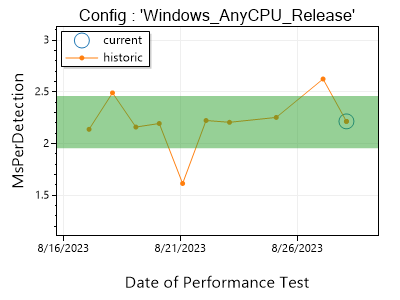 Config : 'Windows_AnyCPU_Release'
current
historic
MsPerDetection
3
2.5
2
1.5
8/16/2023
8/21/2023
8/26/2023
Date of Performance Test